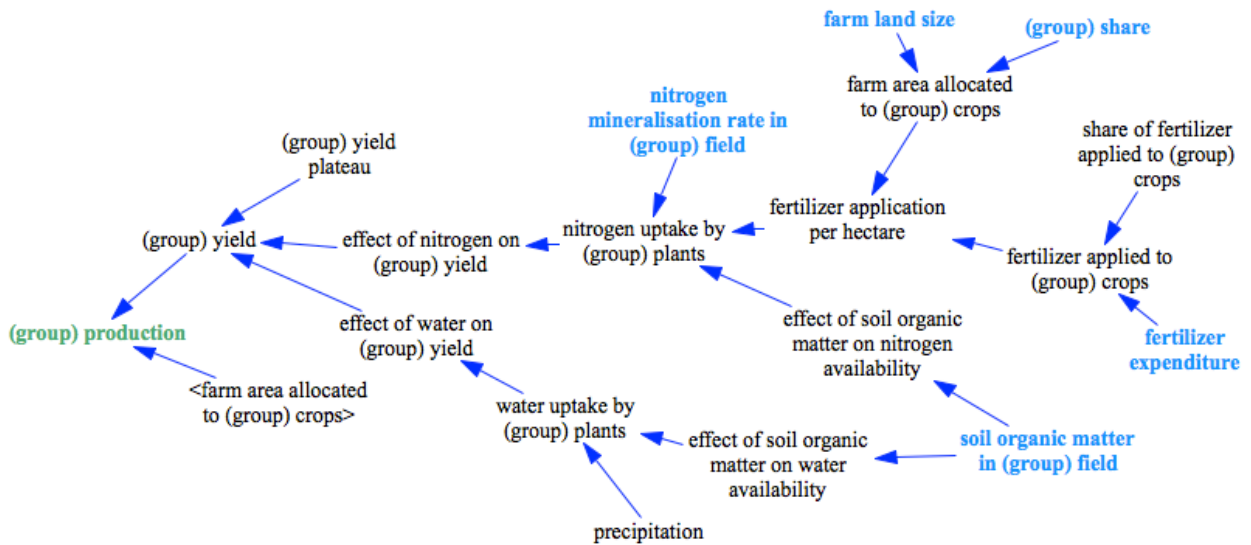 farm land size
(group) share
farm area allocated
to (group) crops
nitrogen
mineralisation rate in
(group) field
share of fertilizer
applied to (group)
crops
(group) yield
plateau
fertilizer application
per hectare
(group) yield
effect of nitrogen on
(group) yield
nitrogen uptake by
(group) plants
fertilizer applied to
(group) crops
(group) production
effect of water on
(group) yield
effect of soil organic
matter on nitrogen
availability
fertilizer
expenditure
<farm area allocated
to (group) crops>
water uptake by
(group) plants
effect of soil organic
matter on water
availability
soil organic matter
in (group) field
precipitation